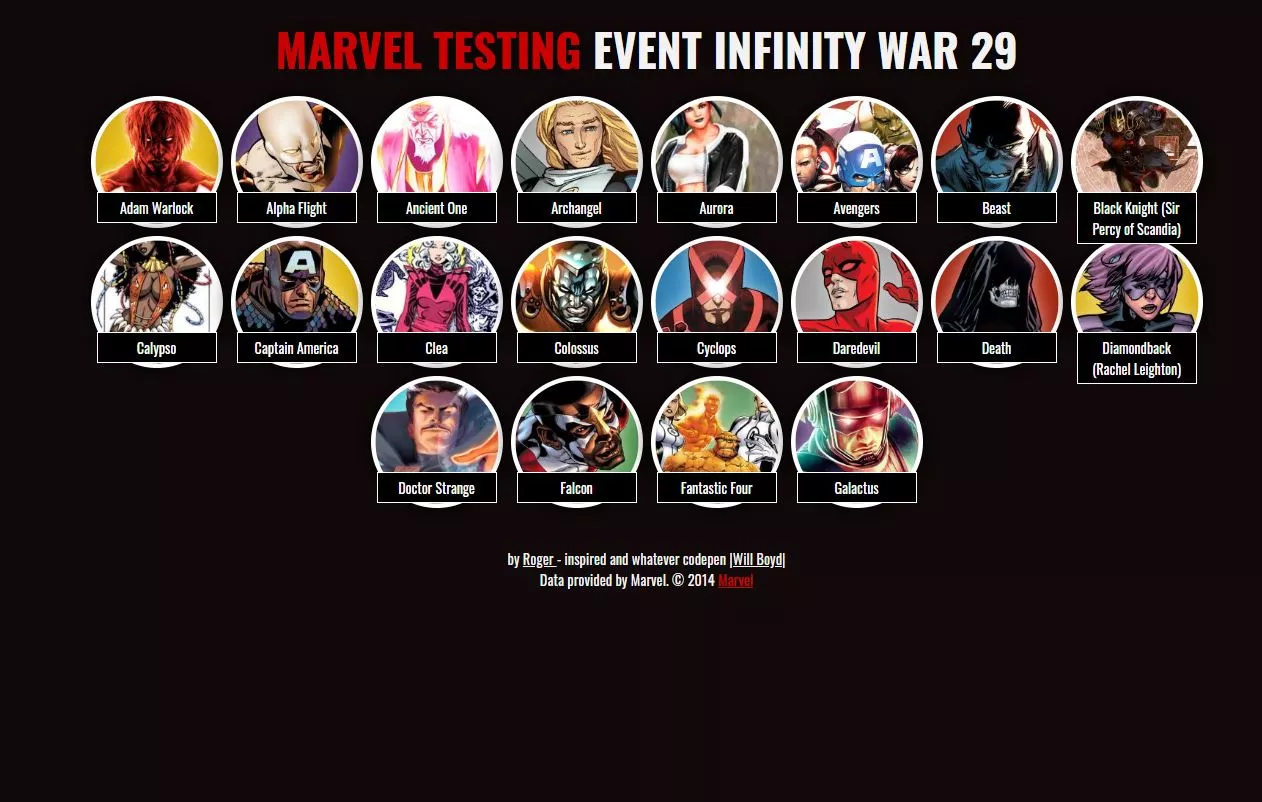 MARVEL TESTING EVENT INFINITY WAR 29
Adam Warlock
Alpha Flight
Ancient One
Archangel
Aurora
Avengers
Beast
Black Knight (Sir
Percy of Scandia)
Calypso
Captain America
Clea
Colossus
Cyclops
Daredevil
Death
Diamondback
(Rachel Leighton)
Doctor Strange
Falcon
Fantastic Four
Galactus
by Roger - inspired and whatever codepen |Will Boyd|
Data provided by Marvel. © 2014 Marvel